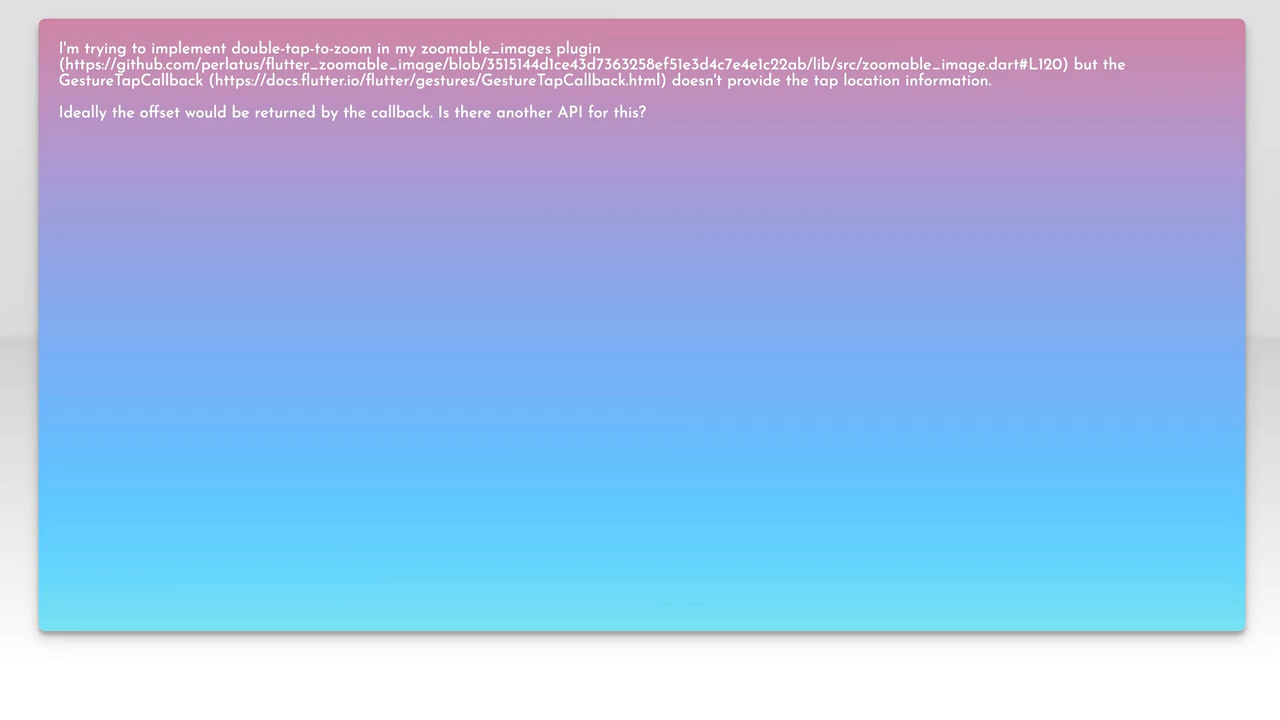 I'm trying to implement double-tap-to-zoom in my zoomable_images plugin
(https://github.com/perlatus/flutter_zoomable_image/blob/3515144d1ce43d7363258ef51e3d4c7e4e1c22ab/lib/src/zoomable_image.dart#L120) but the
GestureTapCallback (https://docs.flutter.io/flutter/gestures/GestureTapCallback.html) doesn't provide the tap location information.
Ideally the offset would be returned by the callback. Is there another API for this?